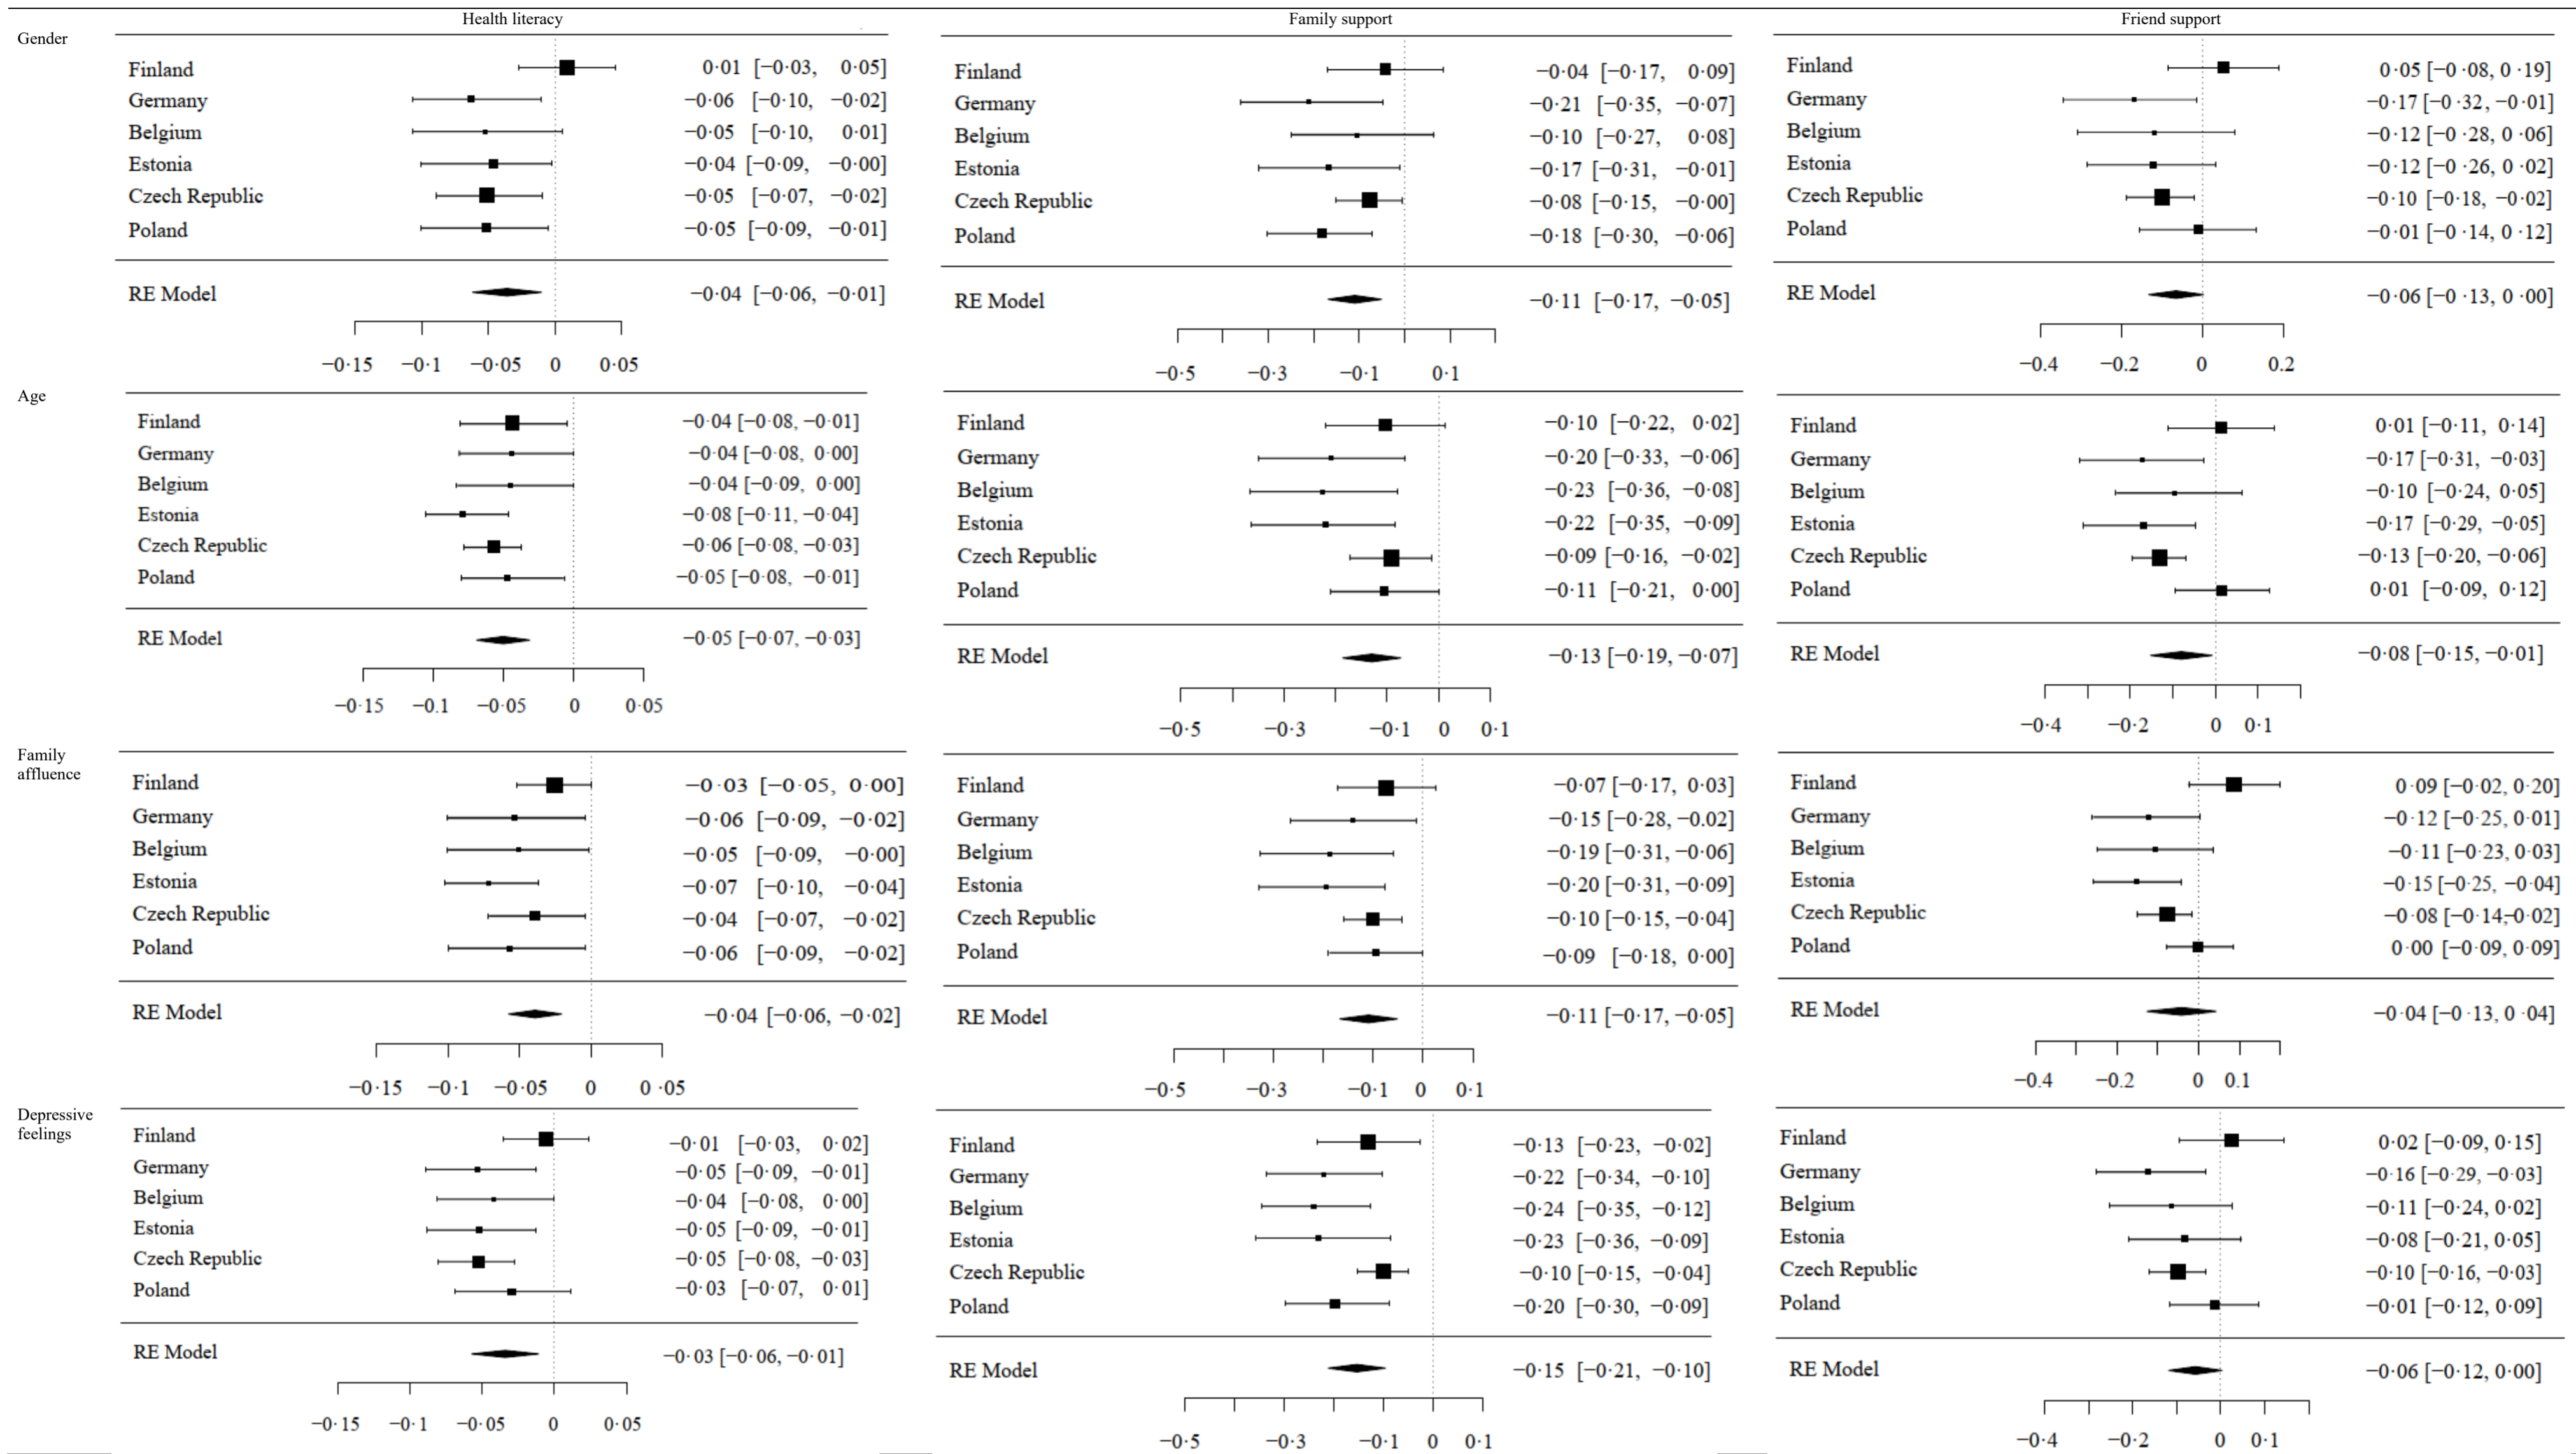 Health literacy Family support Friend support
Gender
Finland 0·01 [−0·03, 0·05]
Germany −0·06 [−0·10, −0·02]
Belgium −0·05 [−0·10, 0·01]
Estonia −0·04 [−0·09, −0·00]
Czech Republic −0·05 [−0·07, −0·02]
Poland −0·05 [−0·09, −0·01]
RE Model −0·04 [−0·06, −0·01]
−0·15 −0·1 −0·05 0 0·05
Finland −0·04 [−0·17, 0·09]
Germany −0·21 [−0·35, −0·07]
Belgium −0·10 [−0·27, 0·08]
Estonia −0·17 [−0·31, −0·01]
Czech Republic −0·08 [−0·15, −0·00]
Poland −0·18 [−0·30, −0·06]
RE Model −0·11 [−0·17, −0·05]
−0·5 −0·3 −0·1 0·1
Finland 0·05 [−0·08, 0·19]
Germany −0·17 [−0·32, −0·01]
Belgium −0·12 [−0·28, 0·06]
Estonia −0·12 [−0·26, 0·02]
Czech Republic −0·10 [−0·18, −0·02]
Poland −0·01 [−0·14, 0·12]
RE Model −0·06 [−0·13, 0·00]
−0.4 −0.2 0 0.2
Age
Finland −0·04 [−0·08, −0·01]
Germany −0·04 [−0·08, 0·00]
Belgium −0·04 [−0·09, 0·00]
Estonia −0·08 [−0·11, −0·04]
Czech Republic −0·06 [−0·08, −0·03]
Poland −0·05 [−0·08, −0·01]
RE Model −0·05 [−0·07, −0·03]
−0·15 −0.1 −0·05 0 0·05
Finland −0·10 [−0·22, 0·02]
Germany −0·20 [−0·33, −0·06]
Belgium −0·23 [−0·36, −0·08]
Estonia −0·22 [−0·35, −0·09]
Czech Republic −0·09 [−0·16, −0·02]
Poland −0·11 [−0·21, 0·00]
RE Model −0·13 [−0·19, −0·07]
−0·5 −0·3 −0·1 0 0·1
Finland 0·01 [−0·11, 0·14]
Germany −0·17 [−0·31, −0·03]
Belgium −0·10 [−0·24, 0·05]
Estonia −0·17 [−0·29, −0·05]
Czech Republic −0·13 [−0·20, −0·06]
Poland 0·01 [−0·09, 0·12]
RE Model −0·08 [−0·15, −0·01]
−0·4 −0·2 0 0·1
Family
affluence
Finland −0·03 [−0·05, 0·00]
Germany −0·06 [−0·09, −0·02]
Belgium −0·05 [−0·09, −0·00]
Estonia −0·07 [−0·10, −0·04]
Czech Republic −0·04 [−0·07, −0·02]
Poland −0·06 [−0·09, −0·02]
RE Model −0·04 [−0·06, −0·02]
−0·15 −0·1 −0·05 0 0·05
Finland −0·07 [−0·17, 0·03]
Germany −0·15 [−0·28, −0.02]
Belgium −0·19 [−0·31, −0·06]
Estonia −0·20 [−0·31, −0·09]
Czech Republic −0·10 [−0·15, −0·04]
Poland −0·09 [−0·18, 0·00]
RE Model −0·11 [−0·17, −0·05]
−0·5 −0·3 −0·1 0 0·1
Finland 0·09 [−0·02, 0·20]
Germany −0·12 [−0·25, 0·01]
Belgium −0·11 [−0·23, 0·03]
Estonia −0·15 [−0·25, −0·04]
Czech Republic −0·08 [−0·14,−0·02]
Poland 0·00 [−0·09, 0·09]
RE Model −0·04 [−0·13, 0·04]
−0.4 −0.2 0 0.1
Depressive
feelings
Finland −0·01 [−0·03, 0·02]
Germany −0·05 [−0·09, −0·01]
Belgium −0·04 [−0·08, 0·00]
Estonia −0·05 [−0·09, −0·01]
Czech Republic −0·05 [−0·08, −0·03]
Poland −0·03 [−0·07, 0·01]
RE Model −0·03 [−0·06, −0·01]
−0·15 −0·1 −0·05 0 0·05
Finland −0·13 [−0·23, −0·02]
Germany −0·22 [−0·34, −0·10]
Belgium −0·24 [−0·35, −0·12]
Estonia −0·23 [−0·36, −0·09]
Czech Republic −0·10 [−0·15, −0·04]
Poland −0·20 [−0·30, −0·09]
RE Model −0·15 [−0·21, −0·10]
−0·5 −0·3 −0·1 0 0·1
Finland 0·02 [−0·09, 0·15]
Germany −0·16 [−0·29, −0·03]
Belgium −0·11 [−0·24, 0·02]
Estonia −0·08 [−0·21, 0·05]
Czech Republic −0·10 [−0·16, −0·03]
Poland −0·01 [−0·12, 0·09]
RE Model −0·06 [−0·12, 0·00]
−0·4 −0·2 0 0·1